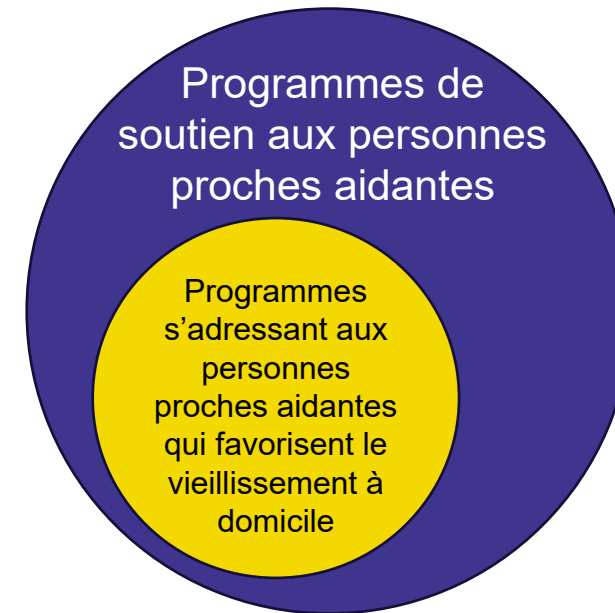 Programmes de
soutien aux personnes
proches aidantes
Programmes
s’adressant aux
personnes
proches aidantes
qui favorisent le
vieillissement à
domicile